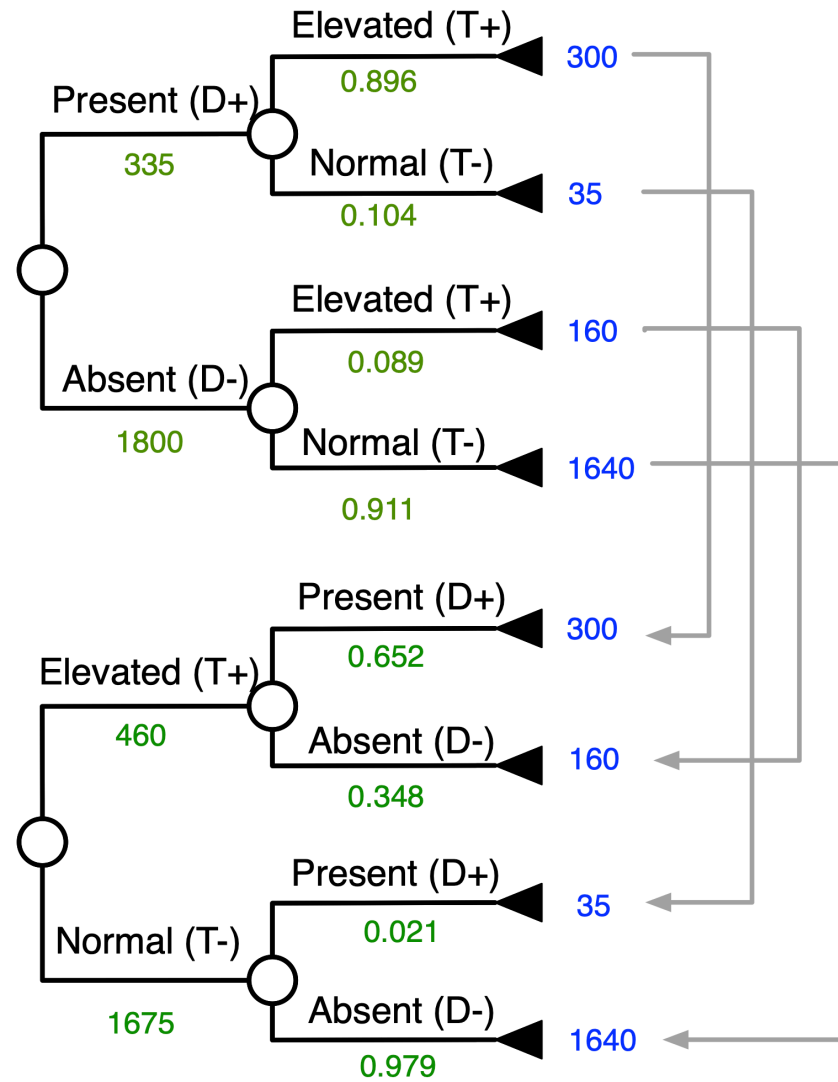 Elevated (T+)
300
0.896
Present (D+)
335
Normal (T-)
35
0.104
Elevated (T+)
160
0.089
Absent (D-)
1800
Normal (T-)
1640
0.911
Present (D+)
300
0.652
Elevated (T+)
460
Absent (D-)
160
0.348
Present (D+)
35
0.021
Normal (T-)
1675
Absent (D-)
1640
0.979